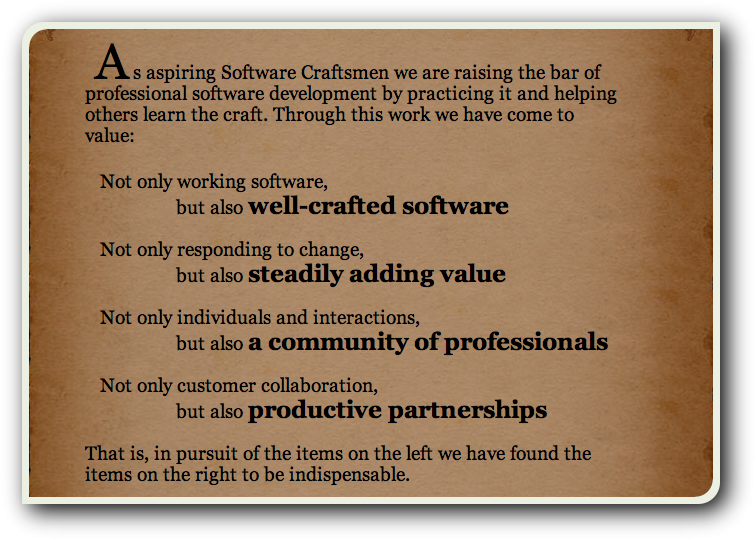 As aspiring Software Craftsmen we are raising the bar of
professional software development by practicing it and helping
others learn the craft. Through this work we have come to
value:
Not only working software,
but also well-crafted software
Not only responding to change,
but also steadily adding value
Not only individuals and interactions,
but also a community of professionals
Not only customer collaboration,
but also productive partnerships
That is, in pursuit of the items on the left we have found the
items on the right to be indispensable.